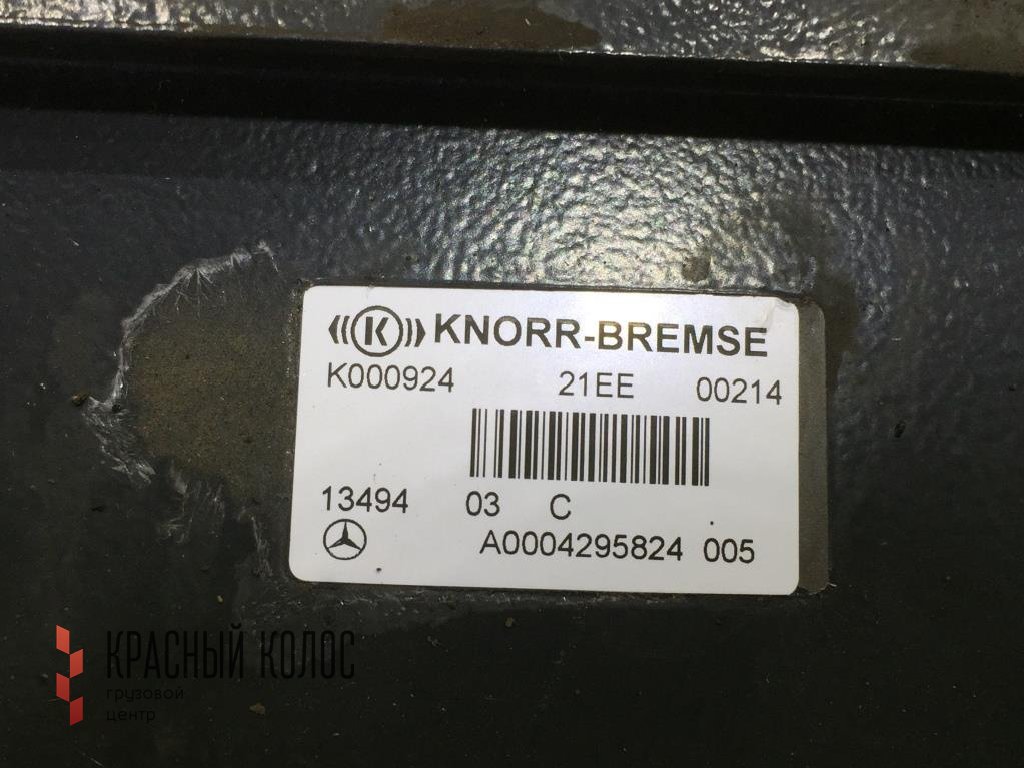 K KNORR-BREMSE
K000924 21EE 00214
13494 03 C
A0004295824 005
КРАСНЫЙ КОЛОС
грузовой
центр